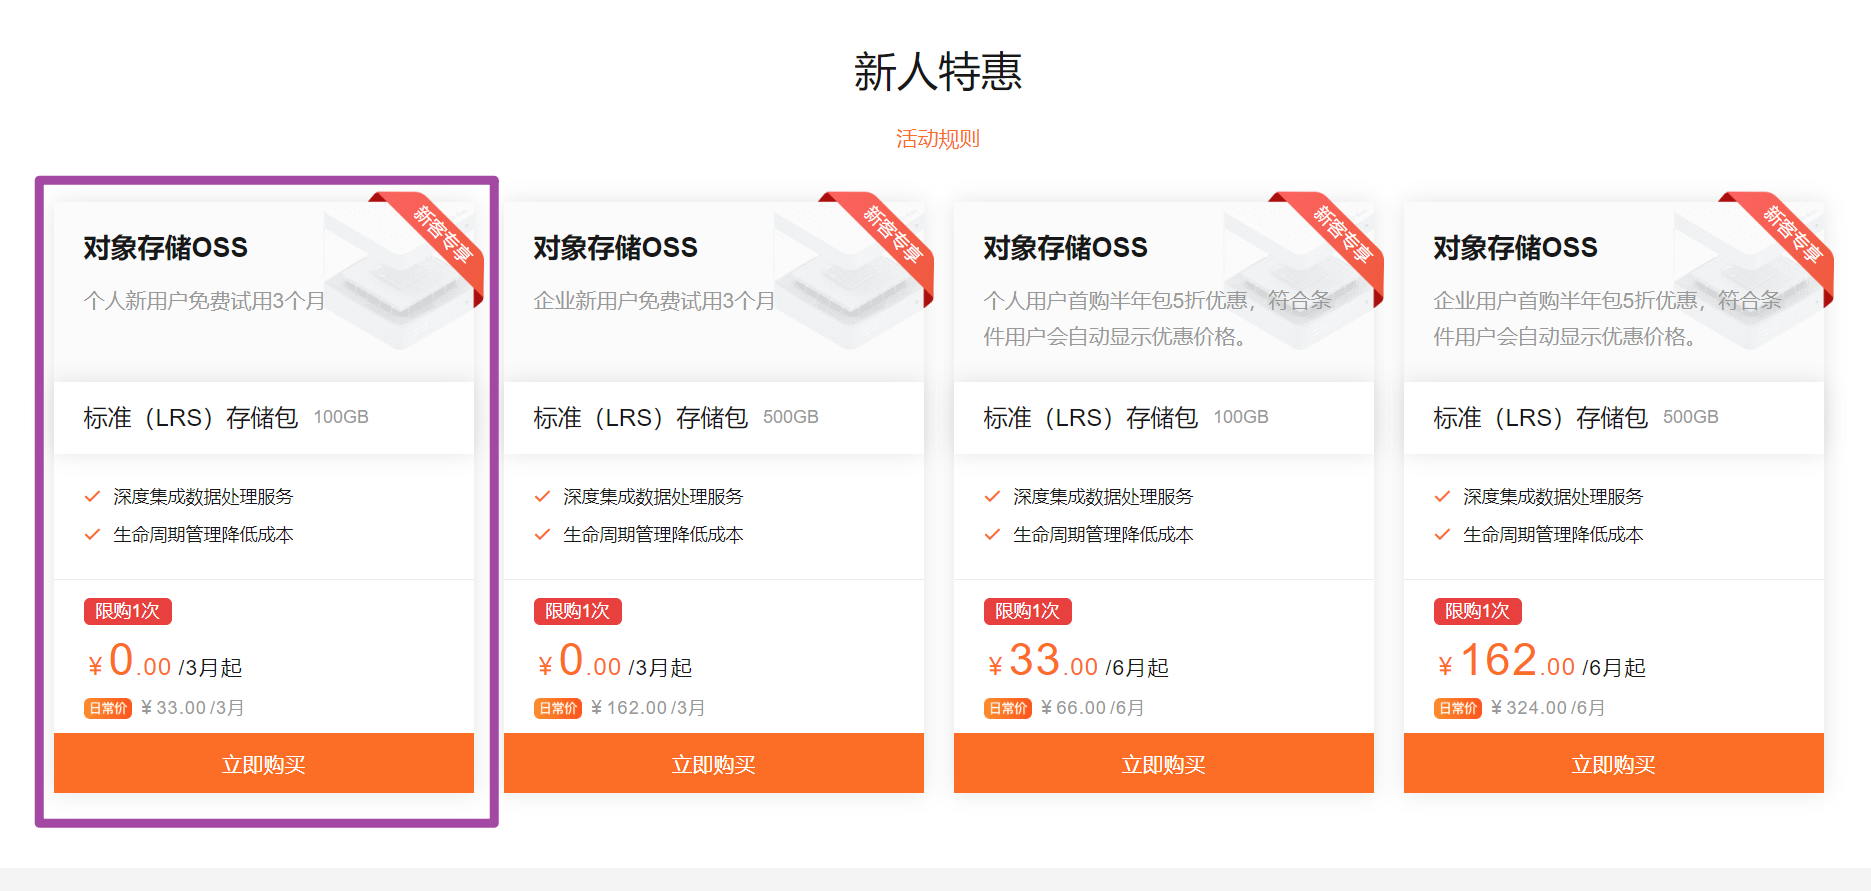 新人特惠
活动规则
新客专享
对象存储OSS
个人新用户免费试用3个月
标准（LRS）存储包 100GB
深度集成数据处理服务
生命周期管理降低成本
限购1次
¥ 0.00 /3月起
日常价 ¥ 33.00 /3月
立即购买
新客专享
对象存储OSS
企业新用户免费试用3个月
标准（LRS）存储包 500GB
深度集成数据处理服务
生命周期管理降低成本
限购1次
¥ 0.00 /3月起
日常价 ¥ 162.00 /3月
立即购买
新客专享
对象存储OSS
个人用户首购半年包5折优惠，符合条
件用户会自动显示优惠价格。
标准（LRS）存储包 100GB
深度集成数据处理服务
生命周期管理降低成本
限购1次
¥ 33.00 /6月起
日常价 ¥ 66.00 /6月
立即购买
新客专享
对象存储OSS
企业用户首购半年包5折优惠，符合条
件用户会自动显示优惠价格。
标准（LRS）存储包 500GB
深度集成数据处理服务
生命周期管理降低成本
限购1次
¥ 162.00 /6月起
日常价 ¥ 324.00 /6月
立即购买